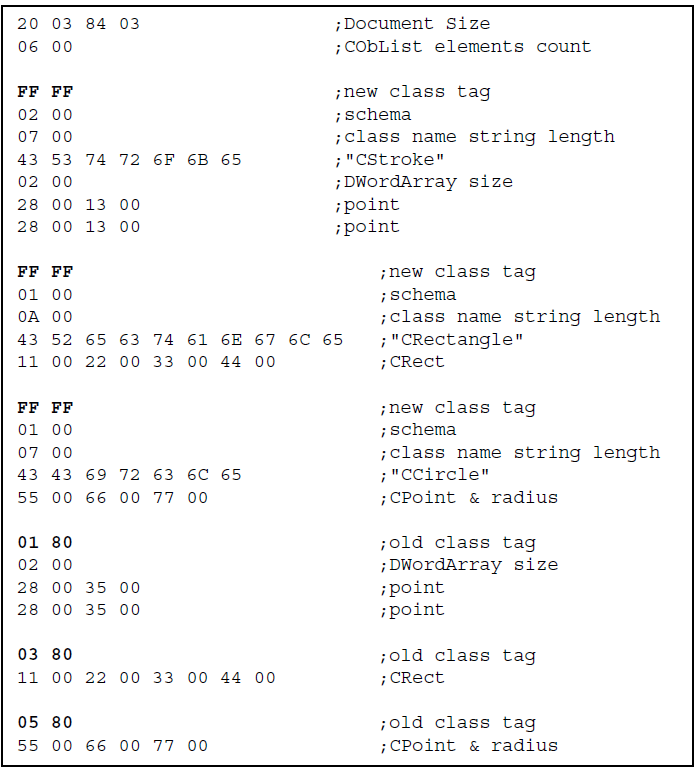 20 03 84 03 ;Document Size
06 00 ;CObList elements count
FF FF ;new class tag
02 00 ;schema
07 00 ;class name string length
43 53 74 72 6F 6B 65 ;"CStroke"
02 00 ;DWordArray size
28 00 13 00 ;point
28 00 13 00 ;point
FF FF ;new class tag
01 00 ;schema
0A 00 ;class name string length
43 52 65 63 74 61 6E 67 6C 65 ;"CRectangle"
11 00 22 00 33 00 44 00 ;CRect
FF FF ;new class tag
01 00 ;schema
07 00 ;class name string length
43 43 69 72 63 6C 65 ;"CCircle"
55 00 66 00 77 00 ;CPoint & radius
01 80 ;old class tag
02 00 ;DWordArray size
28 00 35 00 ;point
28 00 35 00 ;point
03 80 ;old class tag
11 00 22 00 33 00 44 00 ;CRect
05 80 ;old class tag
55 00 66 00 77 00 ;CPoint & radius